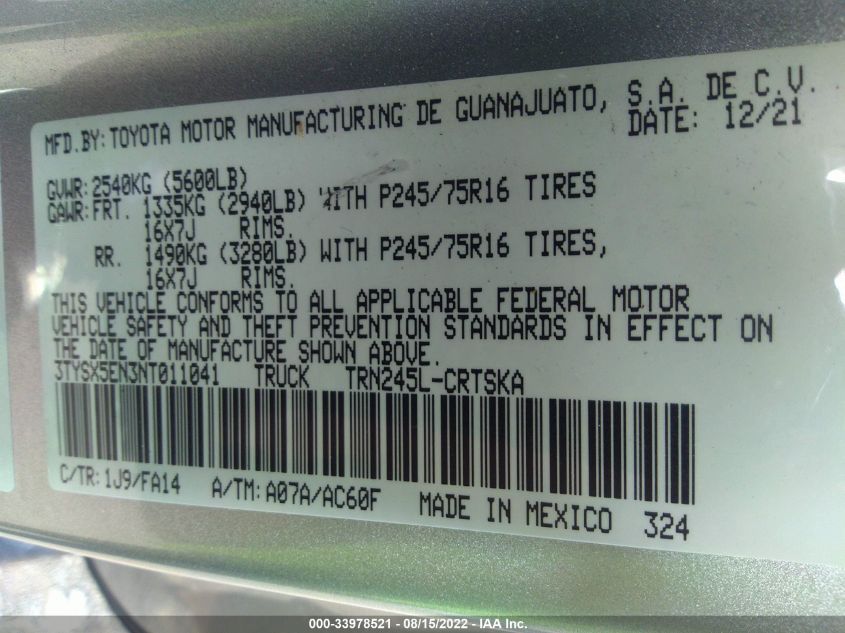 MFD.BY: TOYOTA MOTOR MANUFACTURING DE GUANAJUATO, S.A. DE C.V.
DATE: 12/21
GVWR: 2540KG (5600LB)
GAWR: FRT. 1335KG (2940LB) WITH P245/75R16 TIRES
16X7J RIMS.
RR. 1490KG (3280LB) WITH P245/75R16 TIRES,
16X7J RIMS.
THIS VEHICLE CONFORMS TO ALL APPLICABLE FEDERAL MOTOR
VEHICLE SAFETY AND THEFT PREVENTION STANDARDS IN EFFECT ON
THE DATE OF MANUFACTURE SHOWN ABOVE.
3TYSX5EN3NT011041 TRUCK TRN245L-CRTSKA
C/TR: 1J9/FA14 A/TM: A07A/AC60F MADE IN MEXICO 324
000-33978521 - 08/15/2022 - IAA Inc.